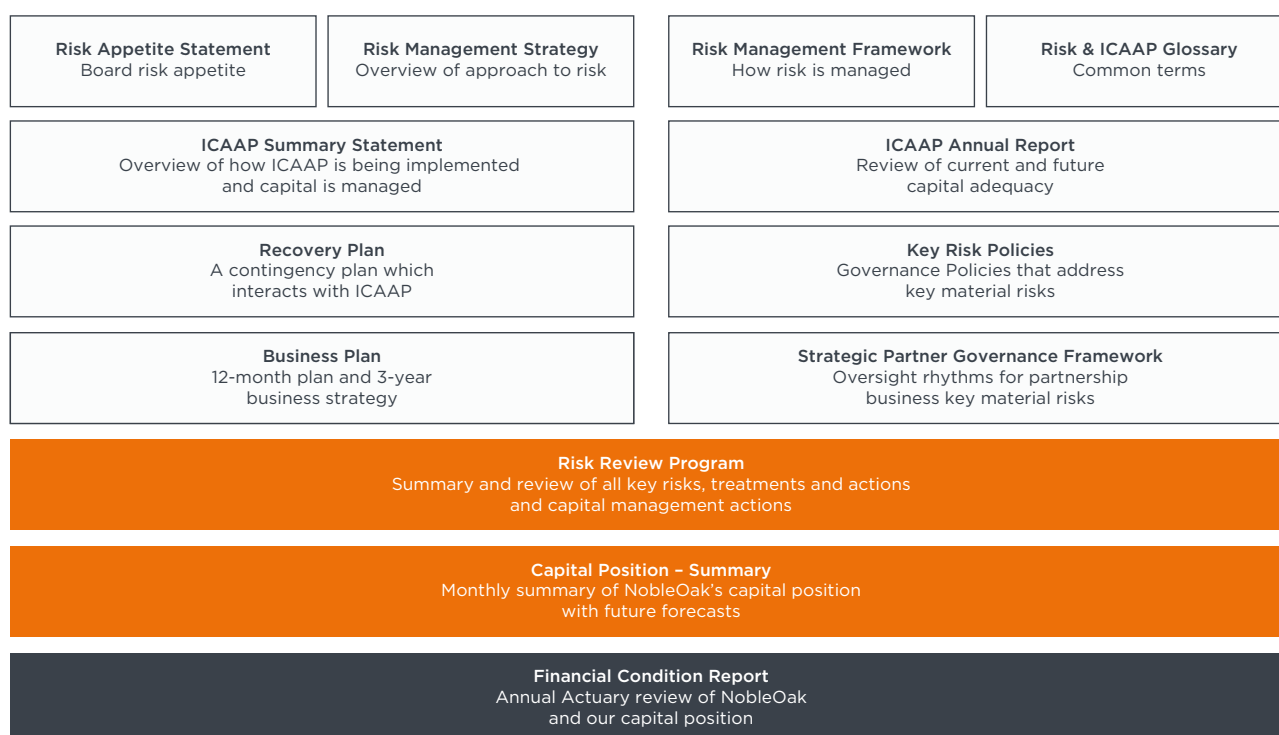 Risk Appetite Statement
Board risk appetite
Risk Management Strategy
Overview of approach to risk
Risk Management Framework
How risk is managed
Risk & ICAAP Glossary
Common terms
ICAAP Summary Statement
Overview of how ICAAP is being implemented
and capital is managed
ICAAP Annual Report
Review of current and future
capital adequacy
Recovery Plan
A contingency plan which
interacts with ICAAP
Key Risk Policies
Governance Policies that address
key material risks
Business Plan
12-month plan and 3-year
business strategy
Strategic Partner Governance Framework
Oversight rhythms for partnership
business key material risks
Risk Review Program
Summary and review of all key risks, treatments and actions
and capital management actions
Capital Position – Summary
Monthly summary of NobleOak’s capital position
with future forecasts
Financial Condition Report
Annual Actuary review of NobleOak
and our capital position